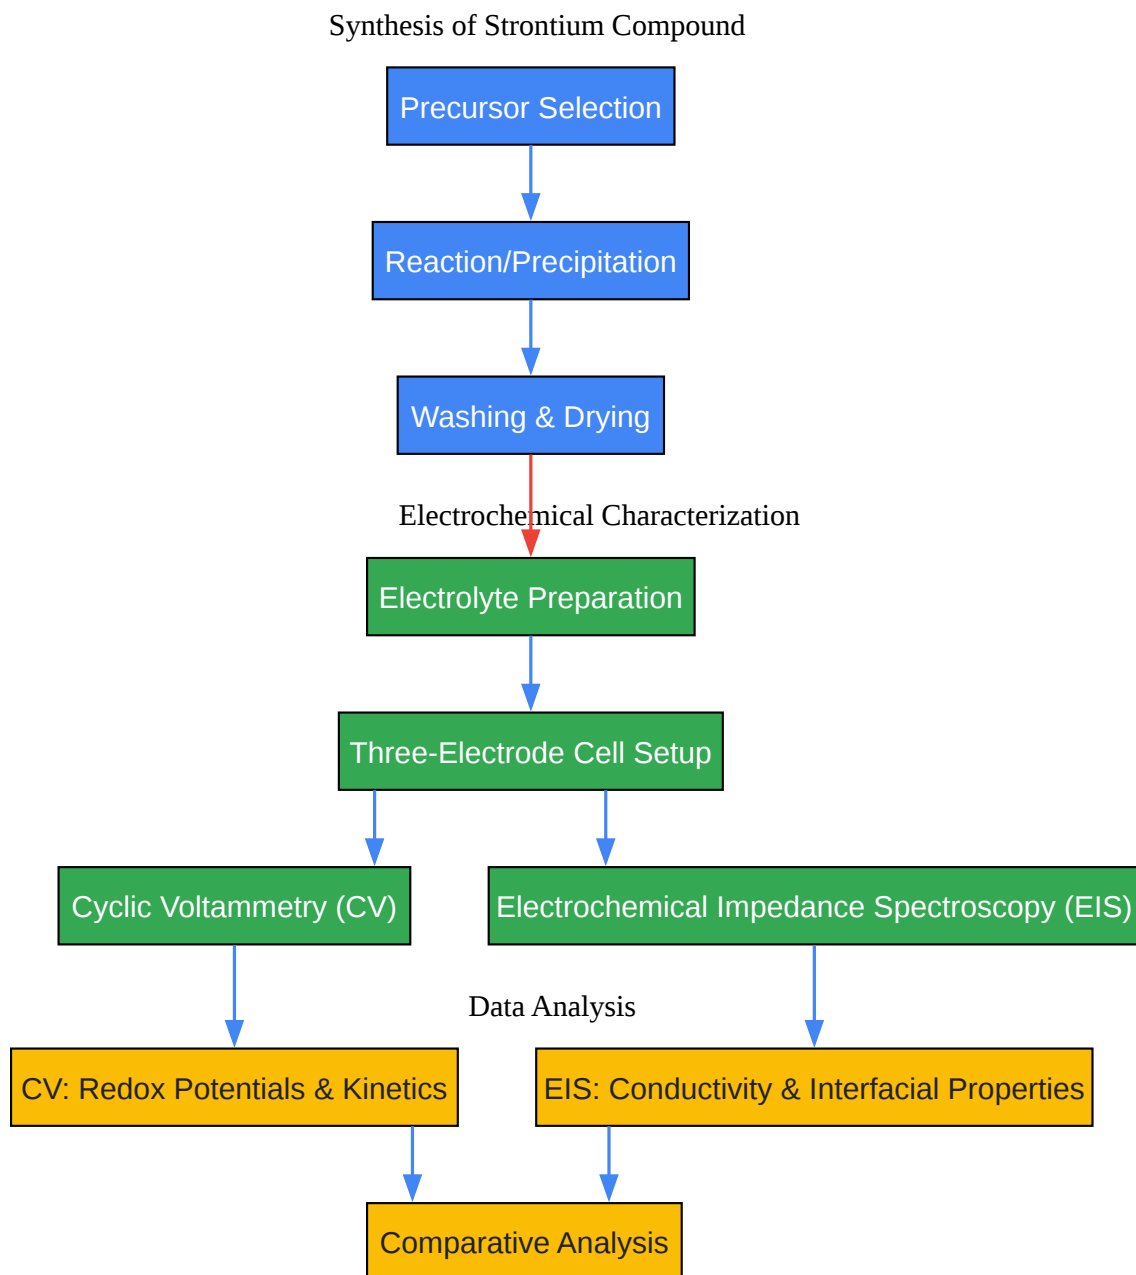 Synthesis of Strontium Compound
Precursor Selection
Reaction/Precipitation
Washing & Drying
Electrochemical Characterization
Electrolyte Preparation
Three-Electrode Cell Setup
Cyclic Voltammetry (CV)
Electrochemical Impedance Spectroscopy (EIS)
Data Analysis
CV: Redox Potentials & Kinetics
EIS: Conductivity & Interfacial Properties
Comparative Analysis